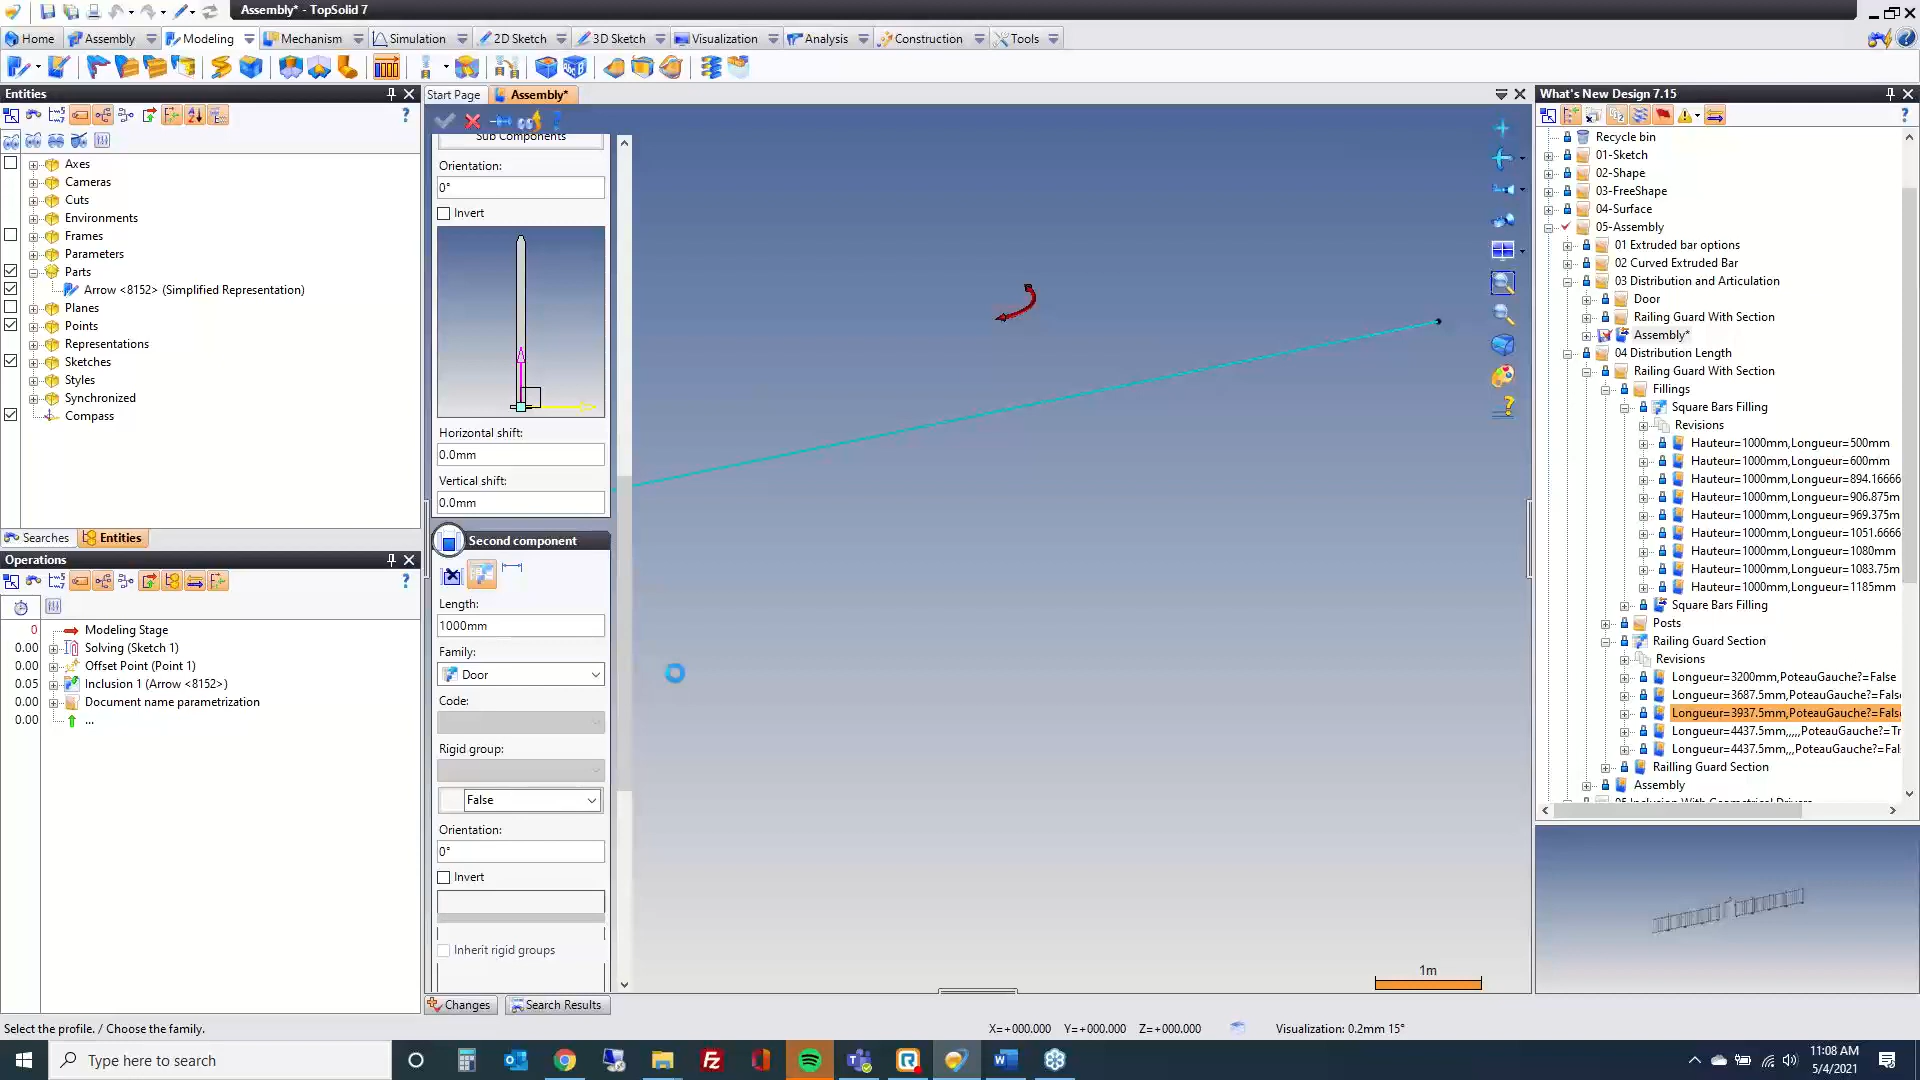 Assembly* - TopSolid 7
Home
Assembly
Modeling
Mechanism
Simulation
2D Sketch
3D Sketch
Visualization
Analysis
Construction
Tools
Entities
Axes
Cameras
Cuts
Environments
Frames
Parameters
Parts
Arrow <8152> (Simplified Representation)
Planes
Points
Representations
Sketches
Styles
Synchronized
Compass
Searches
Entities
Operations
0 Modeling Stage
0.00 Solving (Sketch 1)
0.00 Offset Point (Point 1)
0.05 Inclusion 1 (Arrow <8152>)
0.00 Document name parametrization
0.00 ...
Start Page
Assembly*
Sub Components
Orientation:
0°
Invert
Horizontal shift:
0.0mm
Vertical shift:
0.0mm
Second component
Length:
1000mm
Family:
Door
Code:
Rigid group:
False
Orientation:
0°
Invert
Inherit rigid groups
Changes
Search Results
1m
What's New Design 7.15
Recycle bin
01-Sketch
02-Shape
03-FreeShape
04-Surface
05-Assembly
01 Extruded bar options
02 Curved Extruded Bar
03 Distribution and Articulation
Door
Railing Guard With Section
Assembly*
04 Distribution Length
Railing Guard With Section
Fillings
Square Bars Filling
Revisions
Hauteur=1000mm,Longueur=500mm
Hauteur=1000mm,Longueur=600mm
Hauteur=1000mm,Longueur=894.16666
Hauteur=1000mm,Longueur=906.875m
Hauteur=1000mm,Longueur=969.375m
Hauteur=1000mm,Longueur=1051.6666
Hauteur=1000mm,Longueur=1080mm
Hauteur=1000mm,Longueur=1083.75m
Hauteur=1000mm,Longueur=1185mm
Square Bars Filling
Posts
Railing Guard Section
Revisions
Longueur=3200mm,PoteauGauche?=False
Longueur=3687.5mm,PoteauGauche?=False
Longueur=3937.5mm,PoteauGauche?=False
Longueur=4437.5mm,,,,,PoteauGauche?=Tr
Longueur=4437.5mm,,,PoteauGauche?=Fal
Railling Guard Section
Assembly
05 Inclusion With Geometrical Drivers
Select the profile. / Choose the family.
X=+000.000 Y=+000.000 Z=+000.000
Visualization: 0.2mm 15°
Type here to search
11:08 AM
5/4/2021